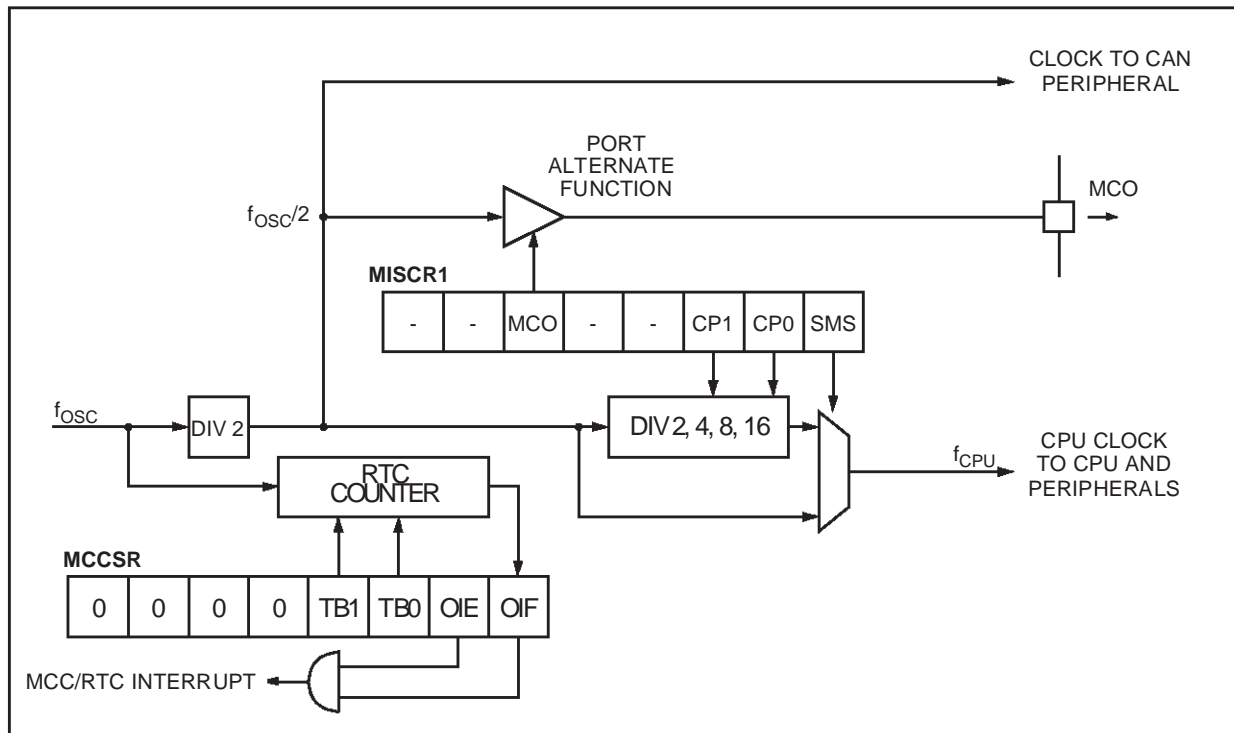 CLOCK TO CAN
PERIPHERAL
PORT
ALTERNATE
FUNCTION
MCO
fOSC/2
MISCR1
- - MCO - - CP1 CP0 SMS
fOSC
DIV 2
DIV 2, 4, 8, 16
RTC
COUNTER
fCPU
CPU CLOCK
TO CPU AND
PERIPHERALS
MCCSR
0 0 0 0 TB1 TB0 OIE OIF
MCC/RTC INTERRUPT